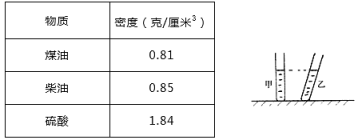 物质 密度（克/厘米³）
煤油 0.81
柴油 0.85
硫酸 1.84
甲 乙